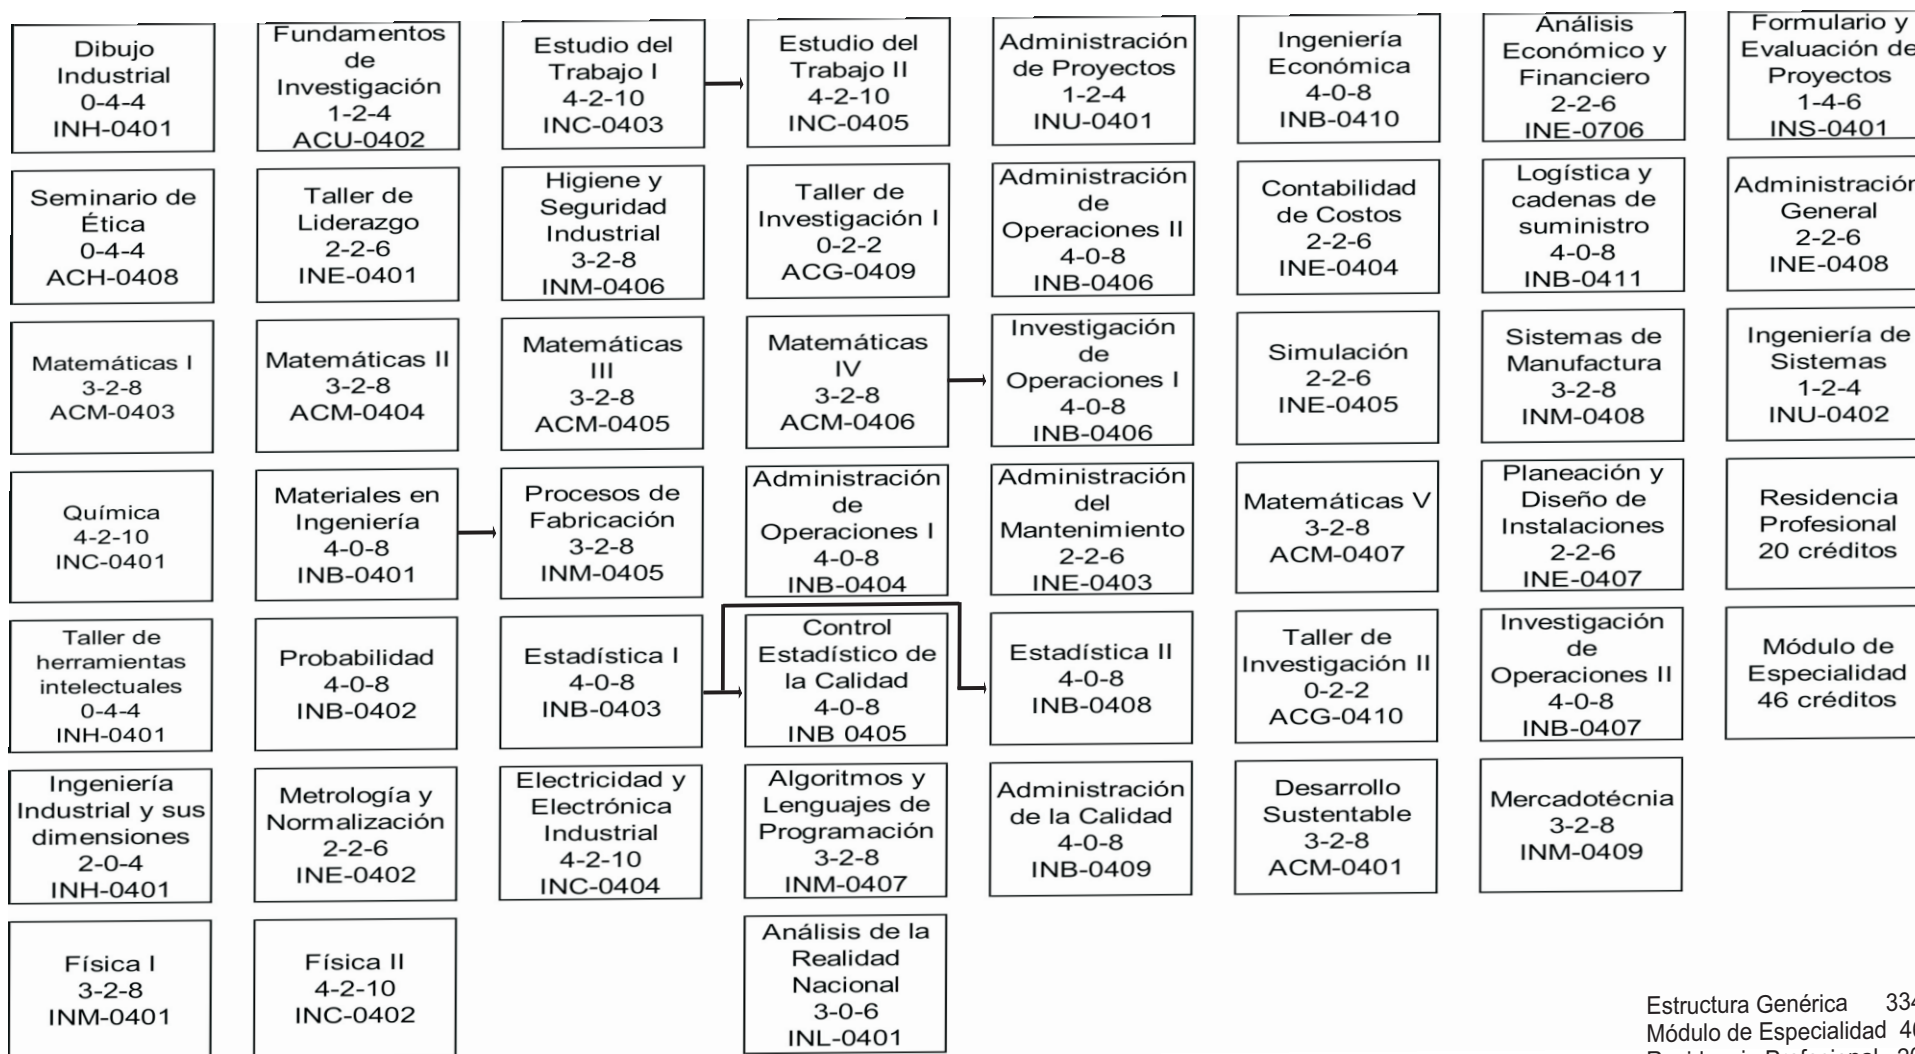 Dibujo
Industrial
0-4-4
INH-0401
Fundamentos
de
Investigación
1-2-4
ACU-0402
Estudio del
Trabajo I
4-2-10
INC-0403
Estudio del
Trabajo II
4-2-10
INC-0405
Administración
de Proyectos
1-2-4
INU-0401
Ingeniería
Económica
4-0-8
INB-0410
Análisis
Económico y
Financiero
2-2-6
INE-0706
Formulario y
Evaluación de
Proyectos
1-4-6
INS-0401
Seminario de
Ética
0-4-4
ACH-0408
Taller de
Liderazgo
2-2-6
INE-0401
Higiene y
Seguridad
Industrial
3-2-8
INM-0406
Taller de
Investigación I
0-2-2
ACG-0409
Administración
de
Operaciones II
4-0-8
INB-0406
Contabilidad
de Costos
2-2-6
INE-0404
Logística y
cadenas de
suministro
4-0-8
INB-0411
Administración
General
2-2-6
INE-0408
Matemáticas I
3-2-8
ACM-0403
Matemáticas II
3-2-8
ACM-0404
Matemáticas
III
3-2-8
ACM-0405
Matemáticas
IV
3-2-8
ACM-0406
Investigación
de
Operaciones I
4-0-8
INB-0406
Simulación
2-2-6
INE-0405
Sistemas de
Manufactura
3-2-8
INM-0408
Ingeniería de
Sistemas
1-2-4
INU-0402
Química
4-2-10
INC-0401
Materiales en
Ingeniería
4-0-8
INB-0401
Procesos de
Fabricación
3-2-8
INM-0405
Administración
de
Operaciones I
4-0-8
INB-0404
Administración
del
Mantenimiento
2-2-6
INE-0403
Matemáticas V
3-2-8
ACM-0407
Planeación y
Diseño de
Instalaciones
2-2-6
INE-0407
Residencia
Profesional
20 créditos
Taller de
herramientas
intelectuales
0-4-4
INH-0401
Probabilidad
4-0-8
INB-0402
Estadística I
4-0-8
INB-0403
Control
Estadístico de
la Calidad
4-0-8
INB 0405
Estadística II
4-0-8
INB-0408
Taller de
Investigación II
0-2-2
ACG-0410
Investigación
de
Operaciones II
4-0-8
INB-0407
Módulo de
Especialidad
46 créditos
Ingeniería
Industrial y sus
dimensiones
2-0-4
INH-0401
Metrología y
Normalización
2-2-6
INE-0402
Electricidad y
Electrónica
Industrial
4-2-10
INC-0404
Algoritmos y
Lenguajes de
Programación
3-2-8
INM-0407
Administración
de la Calidad
4-0-8
INB-0409
Desarrollo
Sustentable
3-2-8
ACM-0401
Mercadotécnia
3-2-8
INM-0409
Física I
3-2-8
INM-0401
Física II
4-2-10
INC-0402
Análisis de la
Realidad
Nacional
3-0-6
INL-0401
Estructura Genérica 334
Módulo de Especialidad